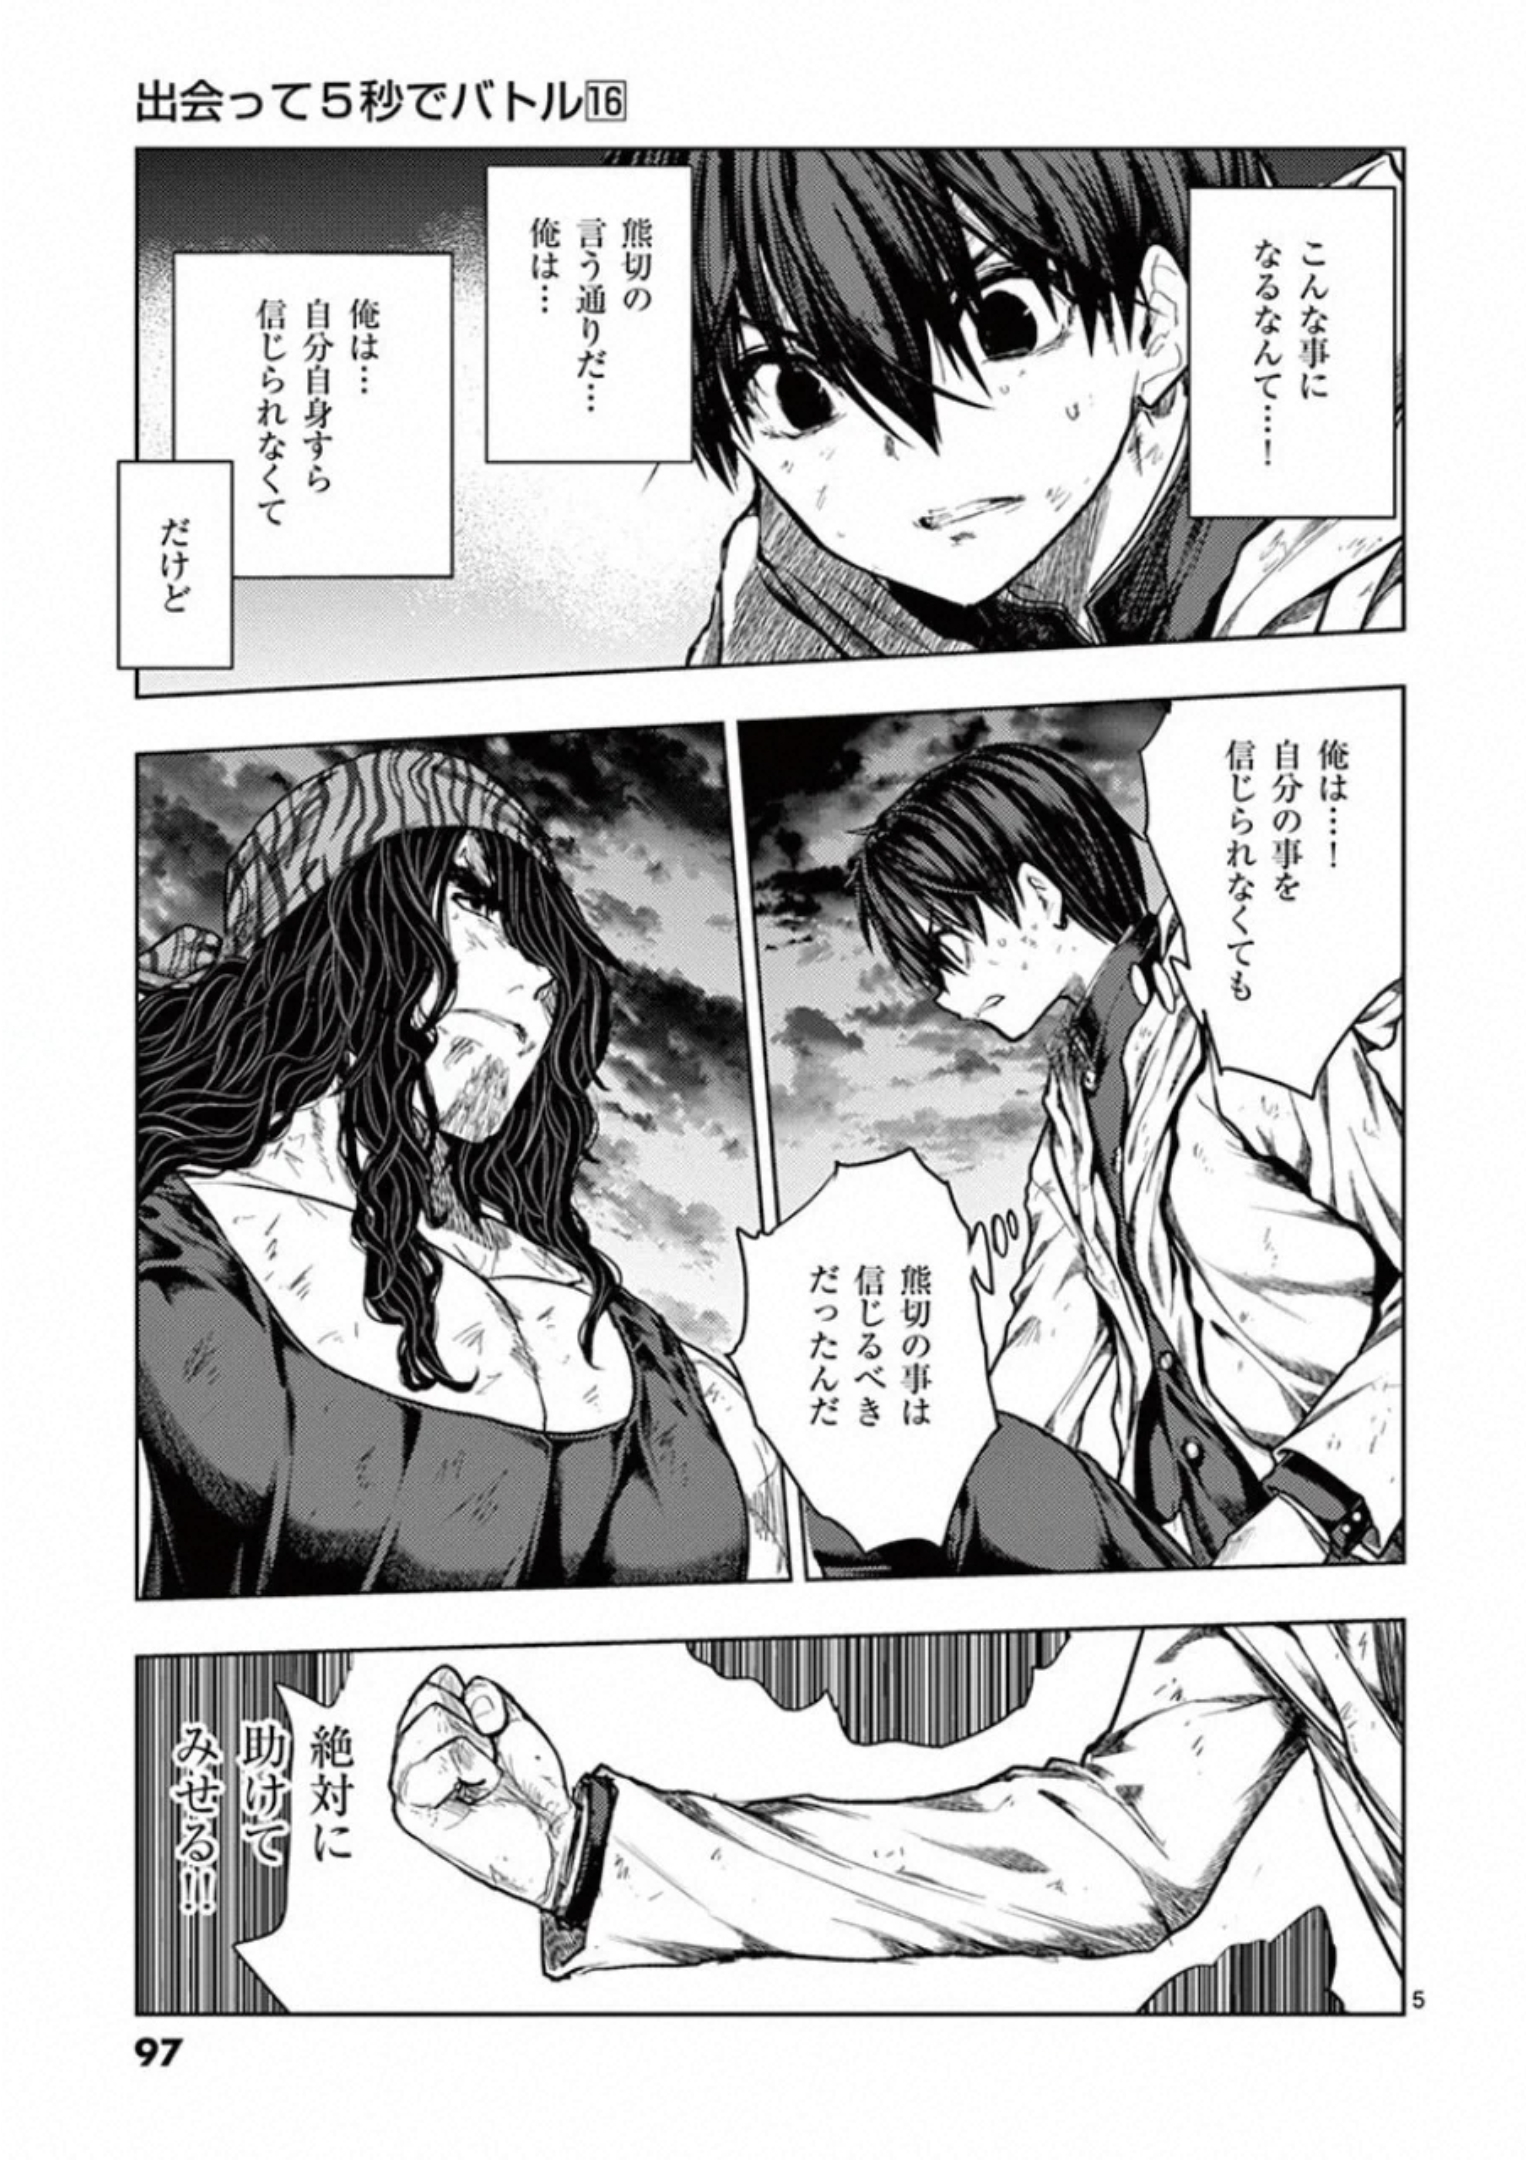 出会って５秒でバトル16
こんな事に
なるなんて…！
熊切の
言う通りだ…
俺は…
俺は…
自分自身すら
信じられなくて
だけど
俺は…！
自分の事を
信じられなくても
熊切の事は
信じるべき
だったんだ
絶対に
助けて
みせる!!
5
97